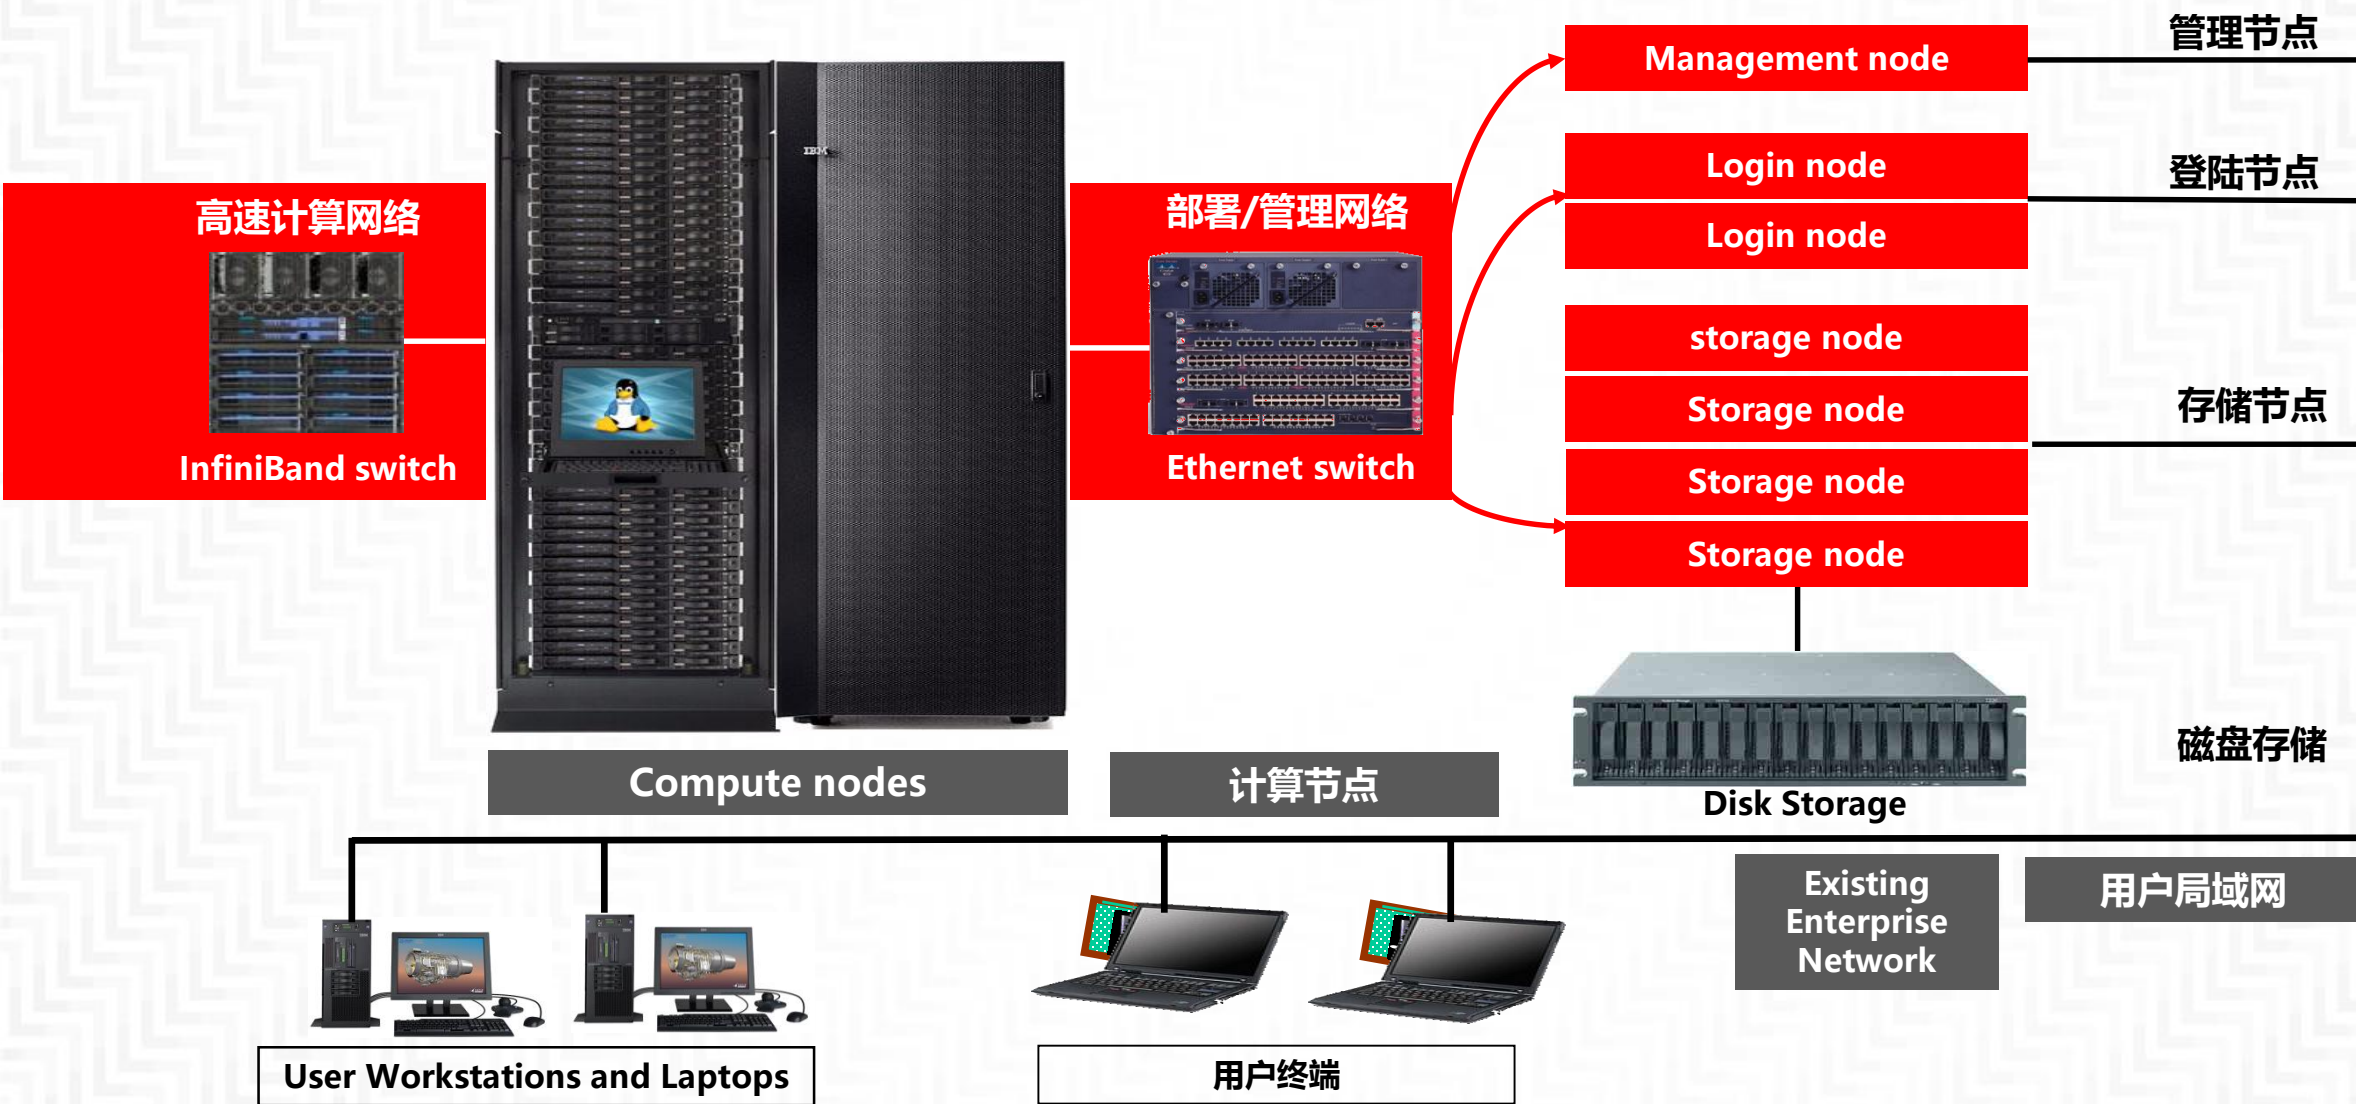 管理节点
Management node
Login node
登陆节点
Login node
高速计算网络
InfiniBand switch
IBM
部署/管理网络
Ethernet switch
storage node
Storage node
存储节点
Storage node
Storage node
磁盘存储
Disk Storage
Compute nodes
计算节点
Existing
Enterprise
Network
用户局域网
User Workstations and Laptops
用户终端